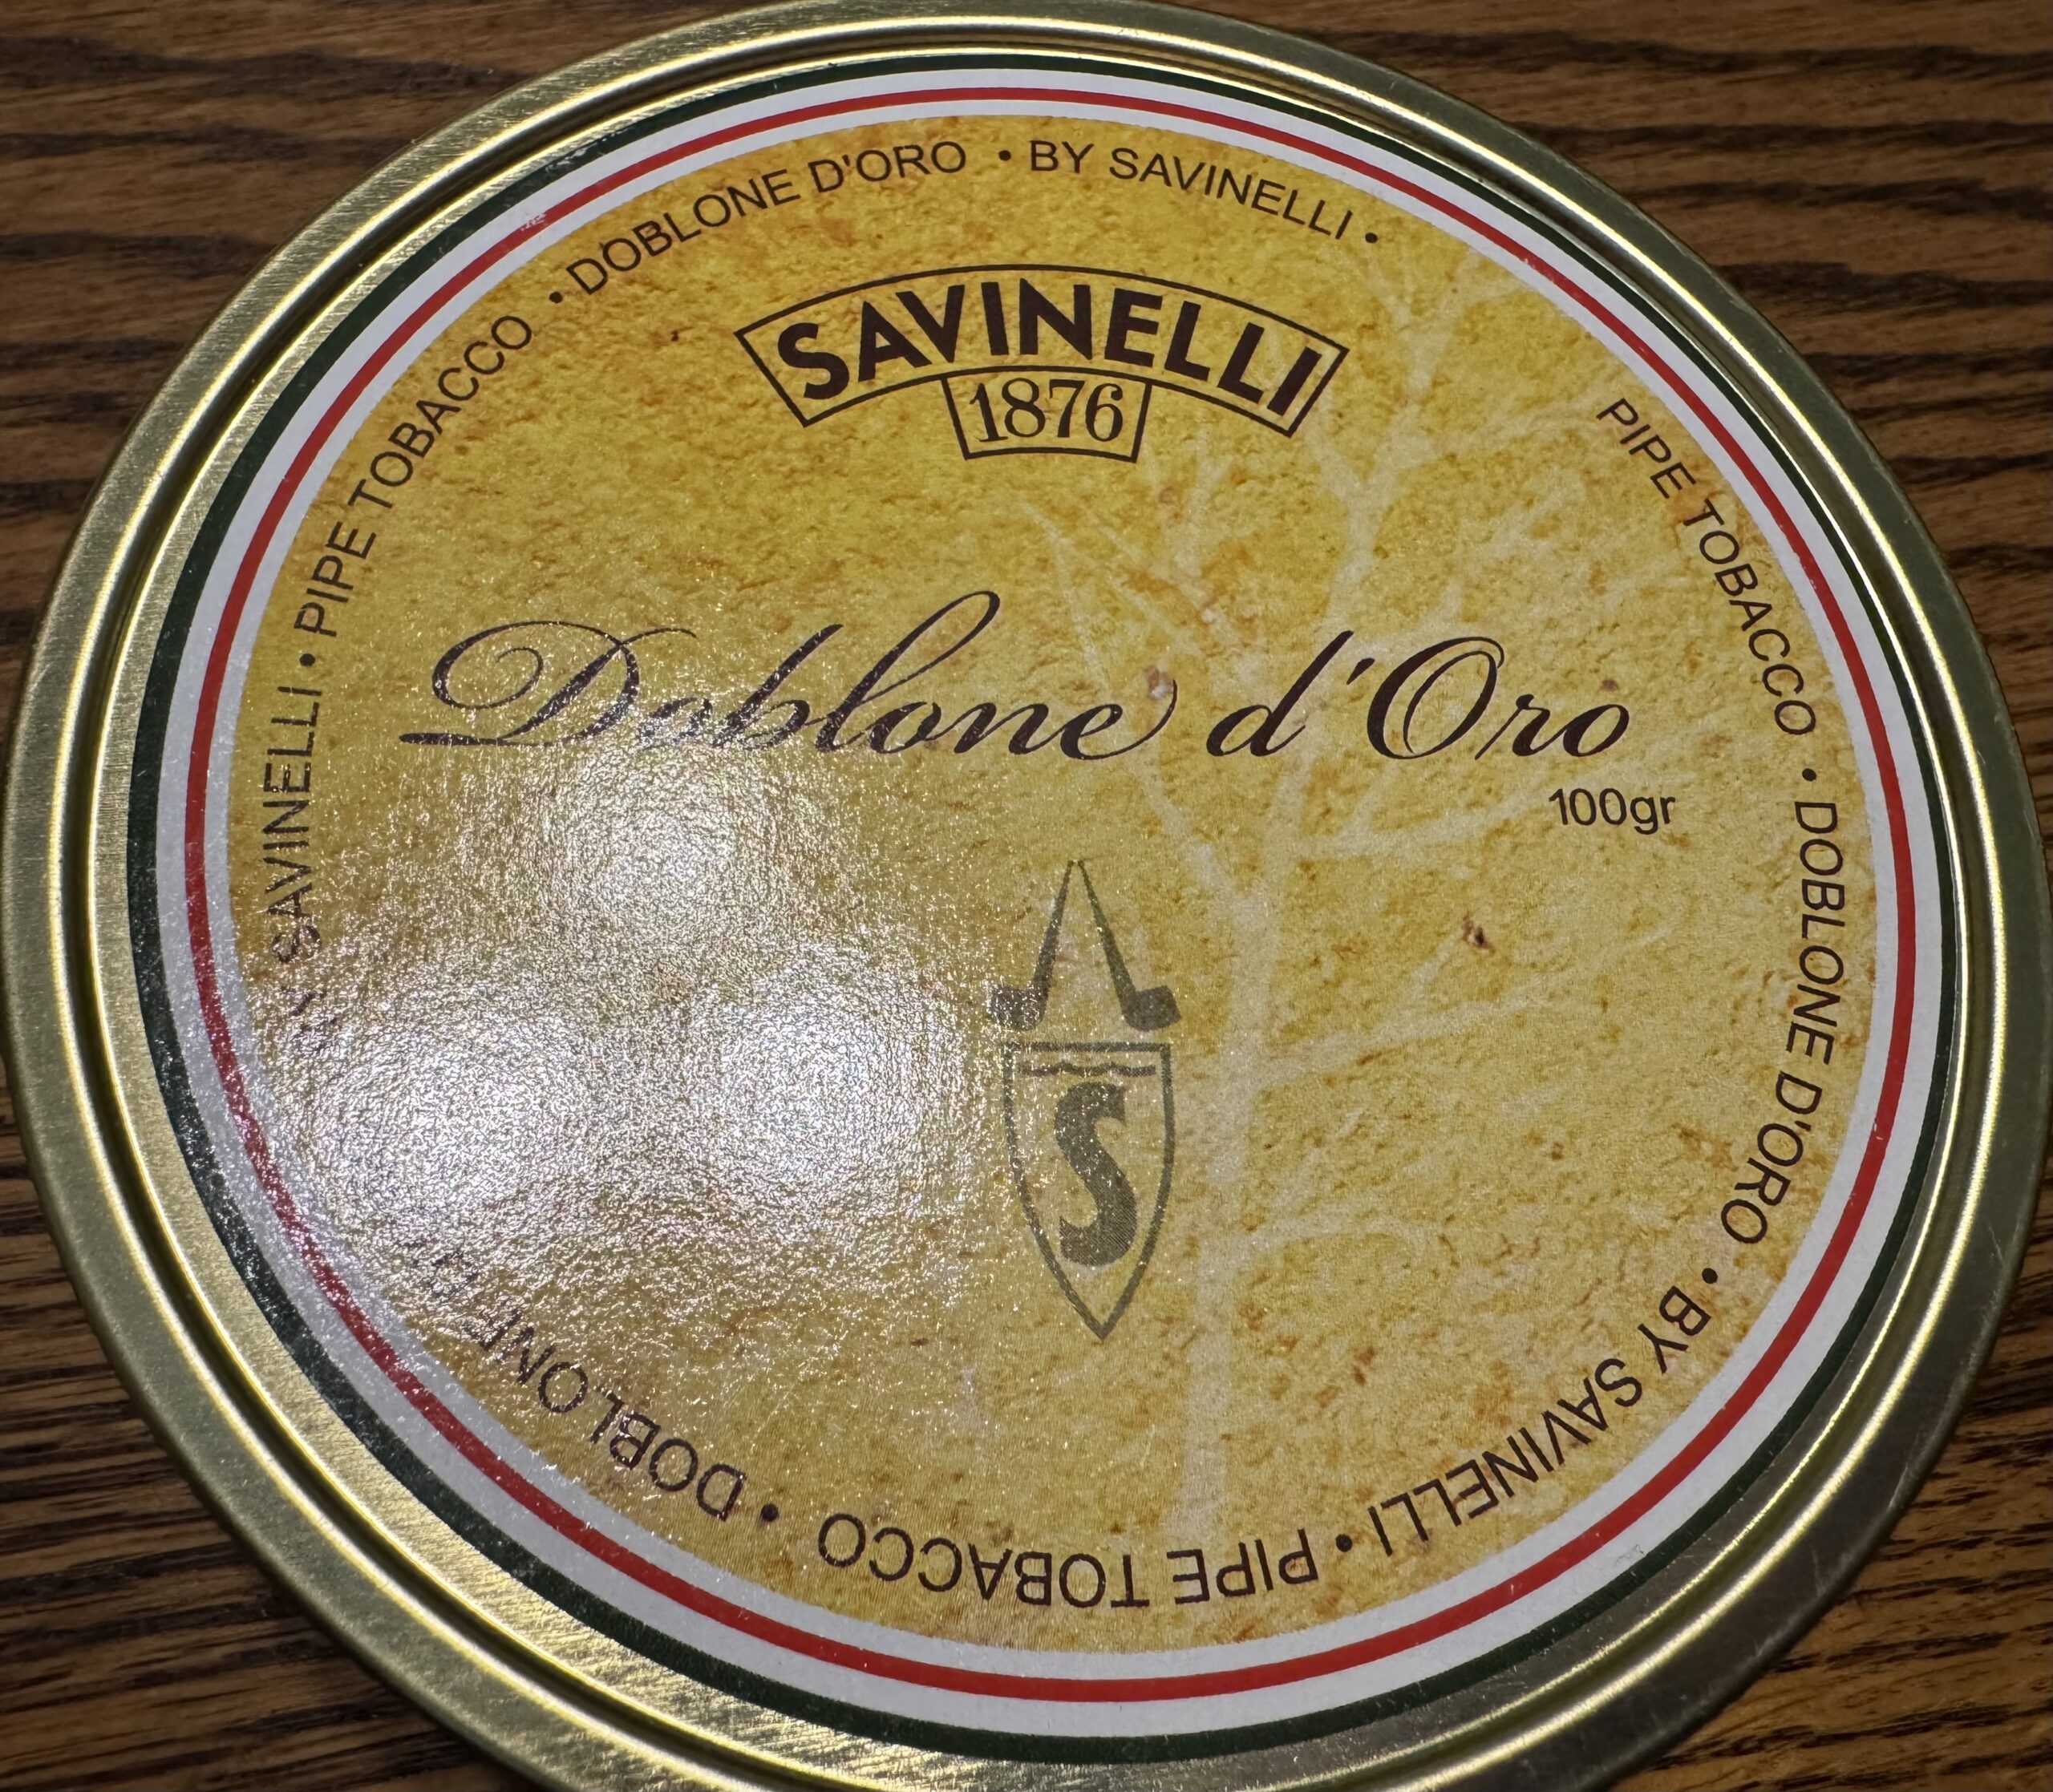 SAVINELLI
1876
Doblone d'Oro
100gr
S
PIPE TOBACCO • DOBLONE D'ORO • BY SAVINELLI • PIPE TOBACCO • DOBLONE
SAVINELLI • PIPE TOBACCO • DOBLONE D'ORO • BY SAVINELLI •